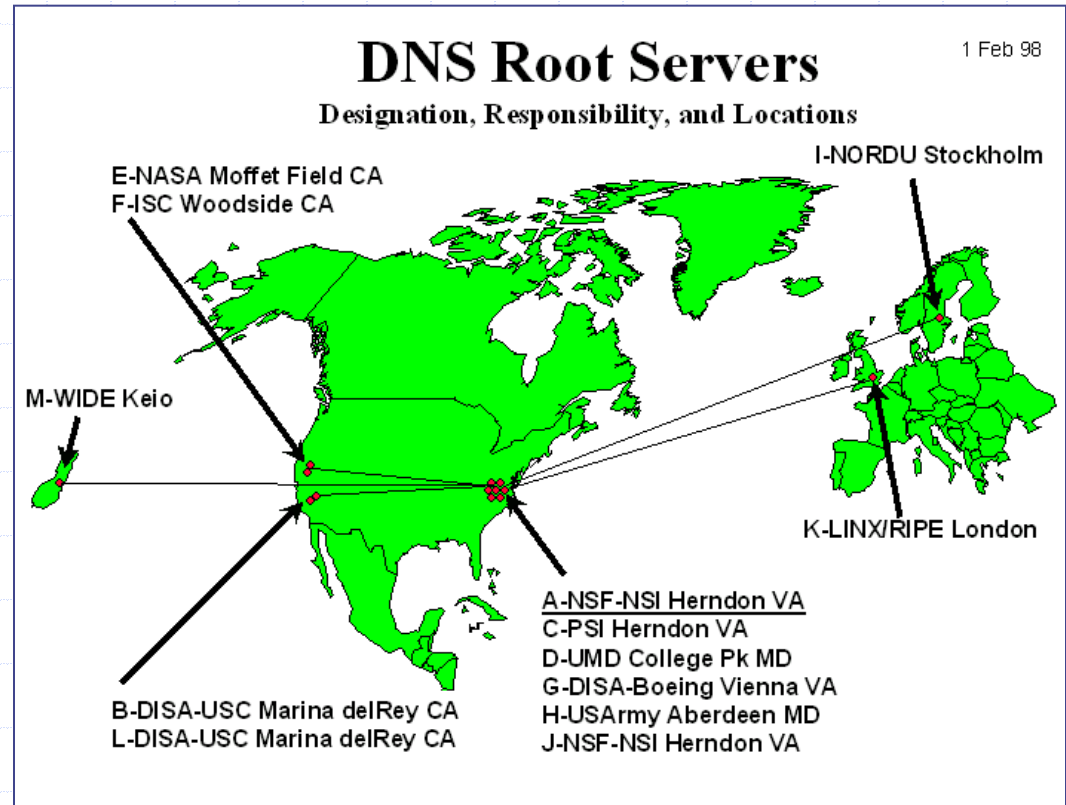 DNS Root Servers
1 Feb 98
Designation, Responsibility, and Locations
I-NORDU Stockholm
E-NASA Moffet Field CA
F-ISC Woodside CA
M-WIDE Keio
K-LINX/RIPE London
A-NSF-NSI Herndon VA
C-PSI Herndon VA
D-UMD College Pk MD
G-DISA-Boeing Vienna VA
H-USArmy Aberdeen MD
J-NSF-NSI Herndon VA
B-DISA-USC Marina delRey CA
L-DISA-USC Marina delRey CA